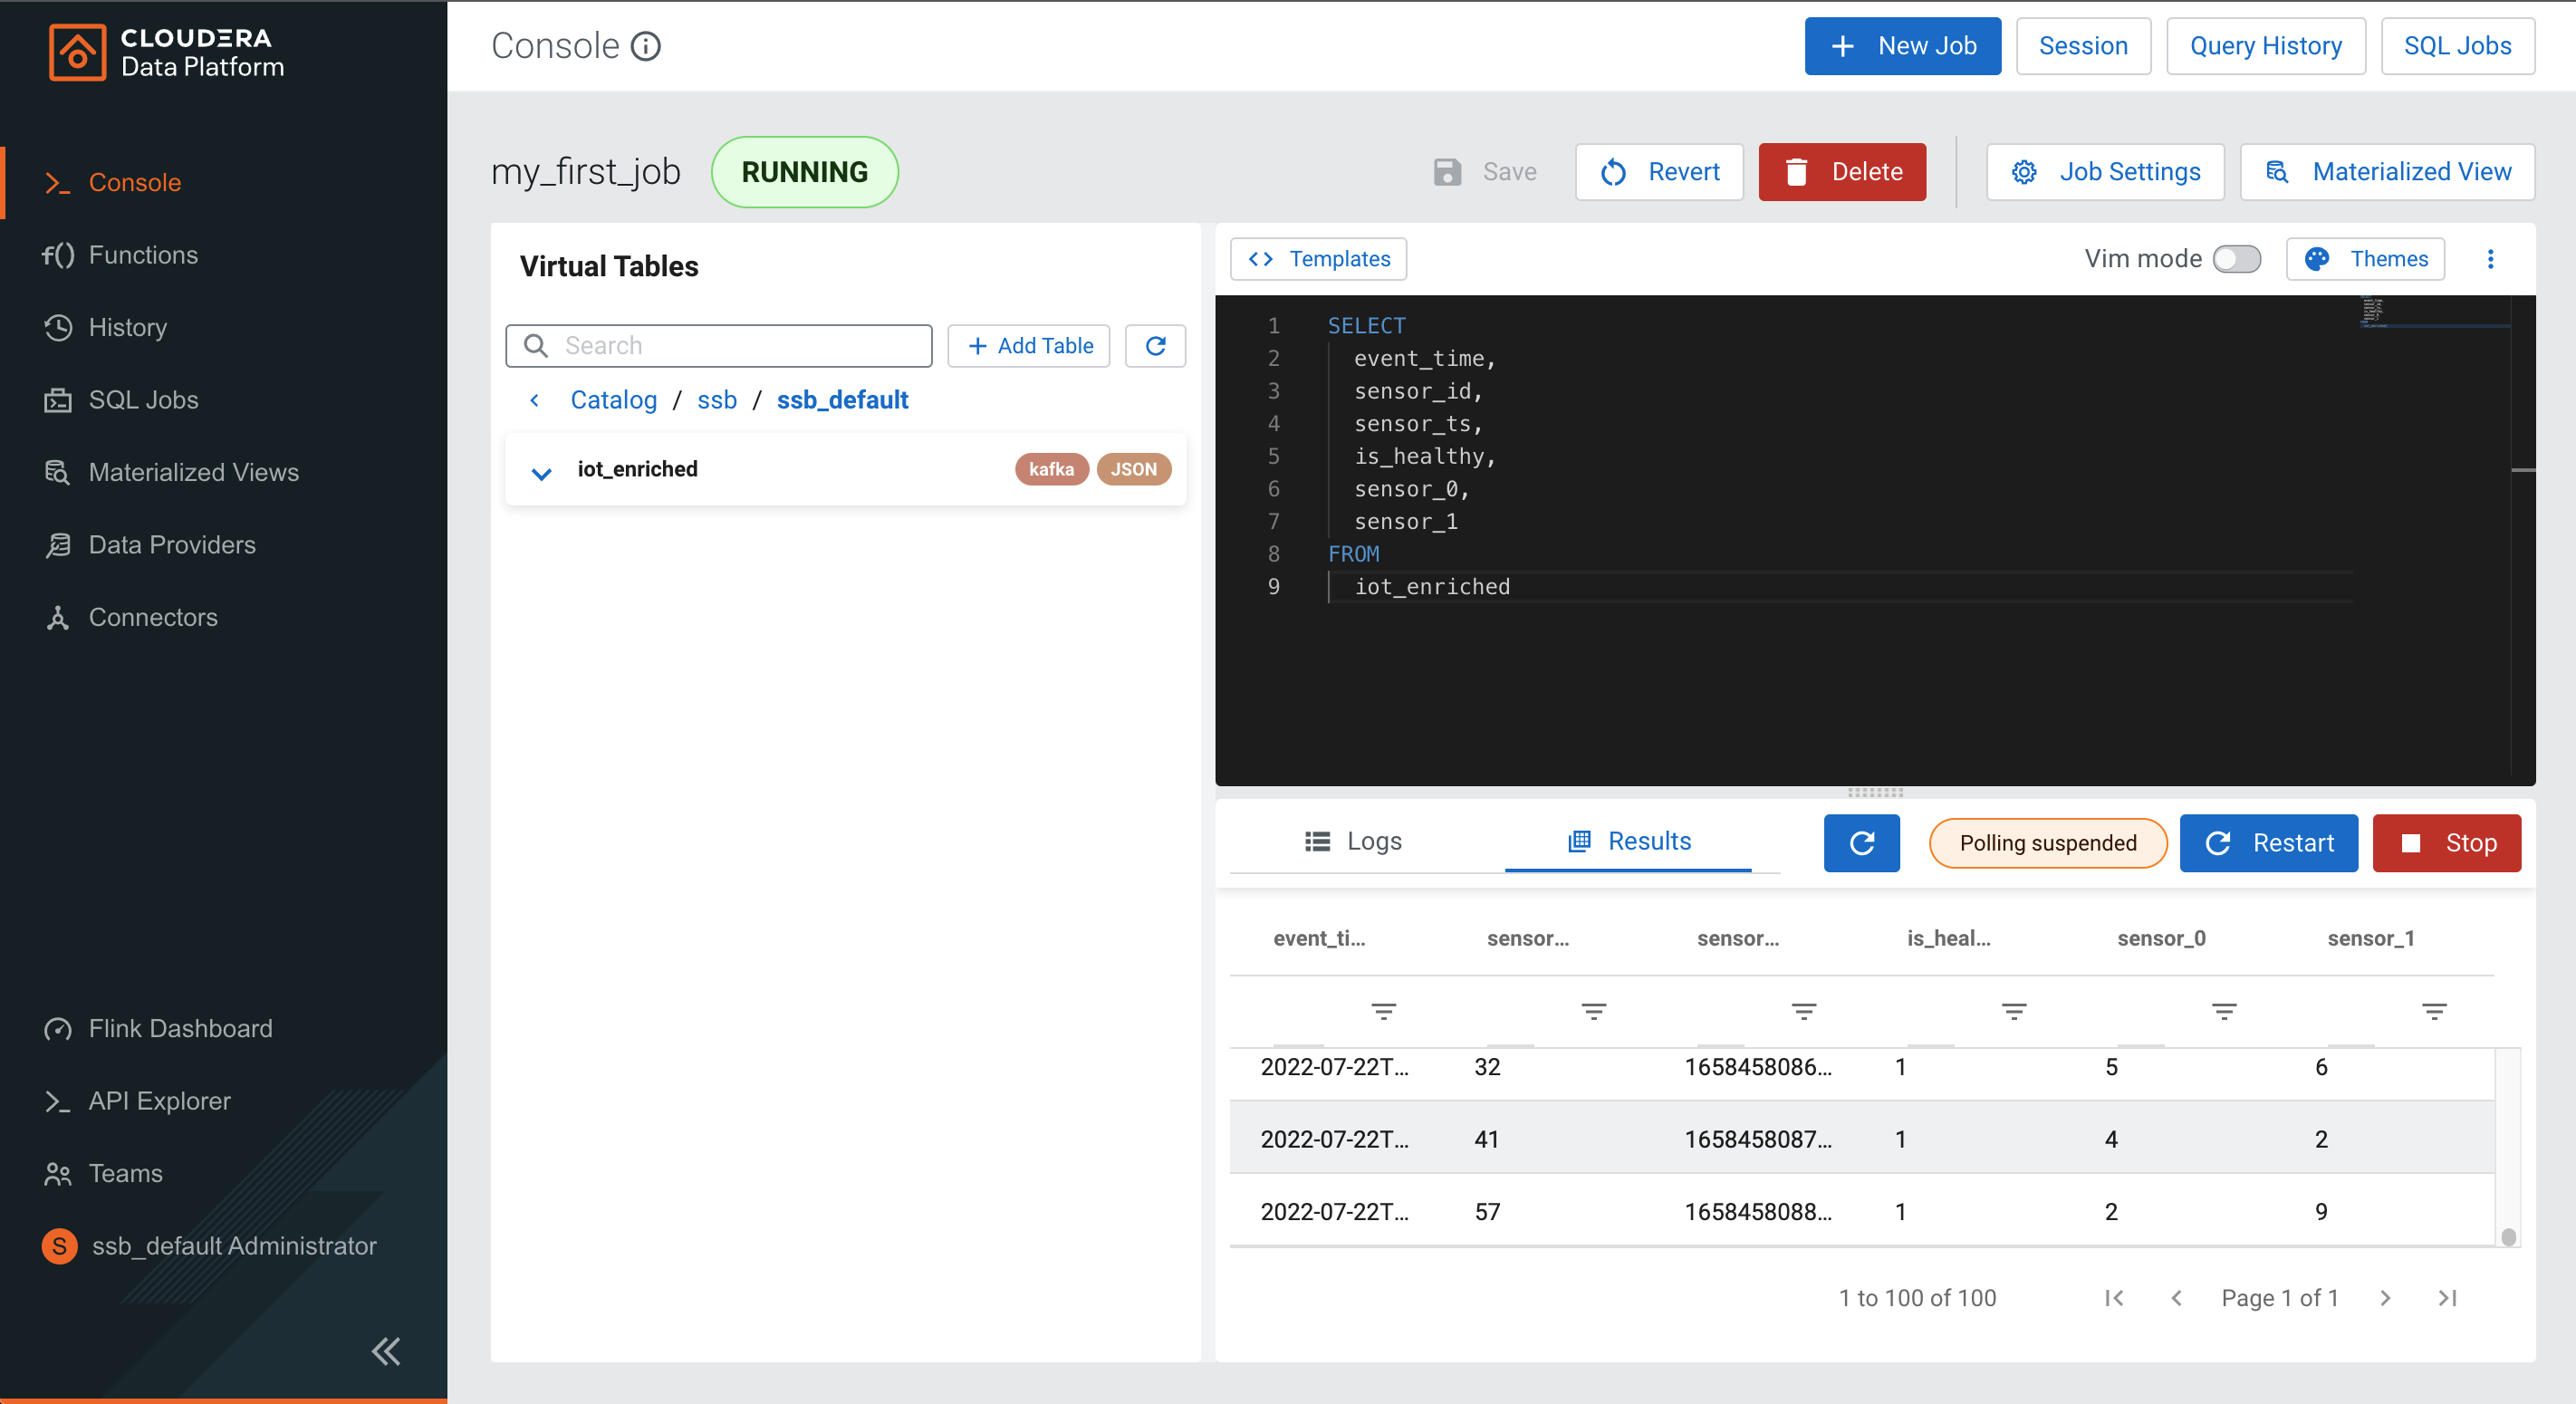 CLOUDERA
Data Platform
Console
Functions
History
SQL Jobs
Materialized Views
Data Providers
Connectors
Flink Dashboard
API Explorer
Teams
S ssb_default Administrator
Console
New Job
Session
Query History
SQL Jobs
my_first_job
RUNNING
Save
Revert
Delete
Job Settings
Materialized View
Virtual Tables
Search
Add Table
Catalog / ssb / ssb_default
iot_enriched kafka JSON
Templates
Vim mode
Themes
1 SELECT
2 event_time,
3 sensor_id,
4 sensor_ts,
5 is_healthy,
6 sensor_0,
7 sensor_1
8 FROM
9 iot_enriched
Logs
Results
Polling suspended
Restart
Stop
event_ti... sensor... sensor... is_heal... sensor_0 sensor_1
2022-07-22T... 32 1658458086... 1 5 6
2022-07-22T... 41 1658458087... 1 4 2
2022-07-22T... 57 1658458088... 1 2 9
1 to 100 of 100
Page 1 of 1